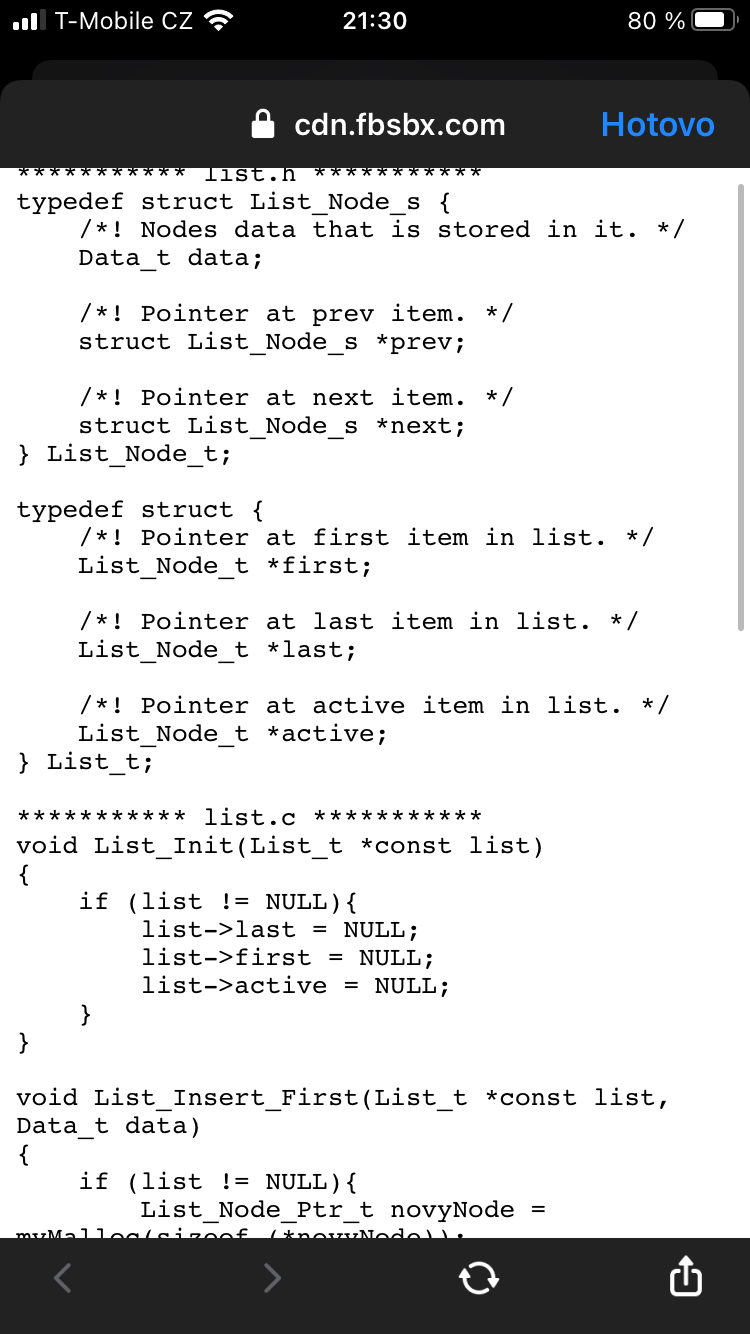 T-Mobile CZ 21:30 80 %
cdn.fbsbx.com Hotovo
*********** list.h ***********
typedef struct List_Node_s {
    /*! Nodes data that is stored in it. */
    Data_t data;

    /*! Pointer at prev item. */
    struct List_Node_s *prev;

    /*! Pointer at next item. */
    struct List_Node_s *next;
} List_Node_t;

typedef struct {
    /*! Pointer at first item in list. */
    List_Node_t *first;

    /*! Pointer at last item in list. */
    List_Node_t *last;

    /*! Pointer at active item in list. */
    List_Node_t *active;
} List_t;

*********** list.c ***********
void List_Init(List_t *const list)
{
    if (list != NULL){
        list->last = NULL;
        list->first = NULL;
        list->active = NULL;
    }
}

void List_Insert_First(List_t *const list,
Data_t data)
{
    if (list != NULL){
        List_Node_Ptr_t novyNode =
myMalloc(sizeof (*novyNode));